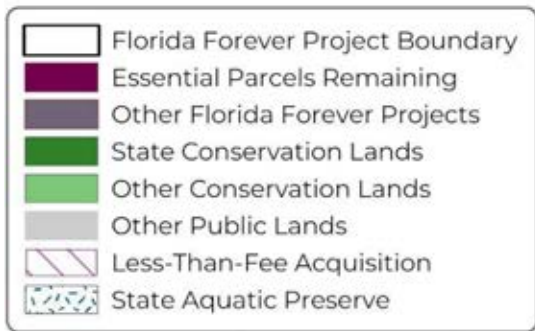 Florida Forever Project Boundary
Essential Parcels Remaining
Other Florida Forever Projects
State Conservation Lands
Other Conservation Lands
Other Public Lands
Less-Than-Fee Acquisition
State Aquatic Preserve